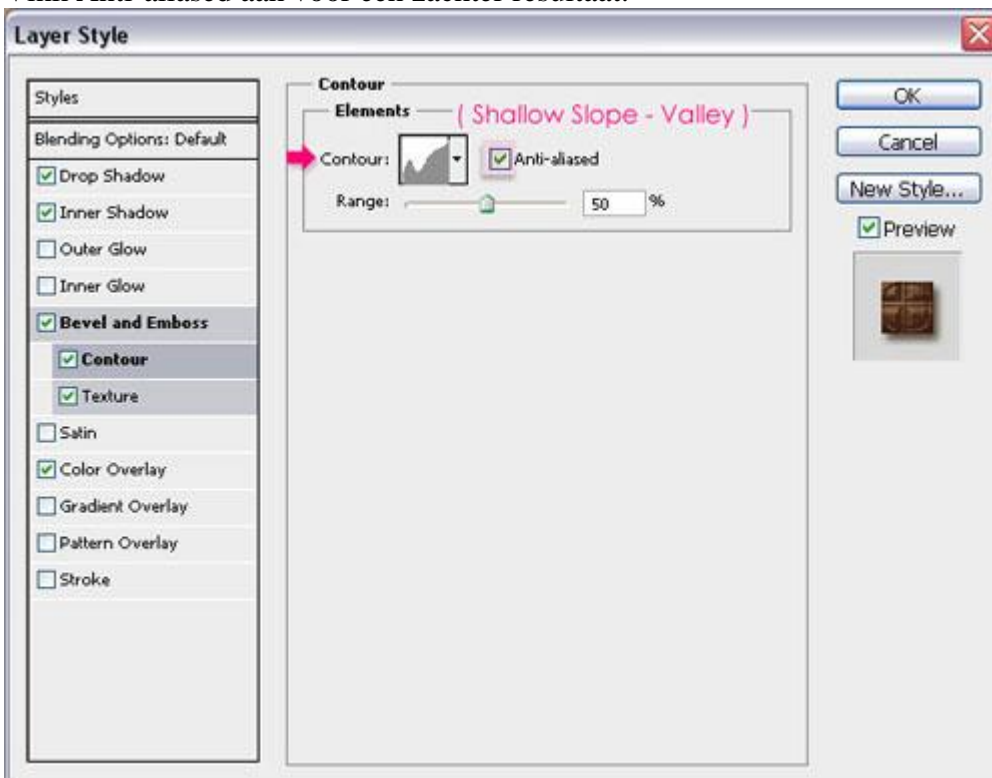 Vink Anti-aliased aan voor een zachter resultaat.
Layer Style
Styles
Blending Options: Default
Drop Shadow
Inner Shadow
Outer Glow
Inner Glow
Bevel and Emboss
Contour
Texture
Satin
Color Overlay
Gradient Overlay
Pattern Overlay
Stroke
Contour
Elements ( Shallow Slope - Valley )
Contour: Anti-aliased
Range: 50 %
OK
Cancel
New Style...
Preview